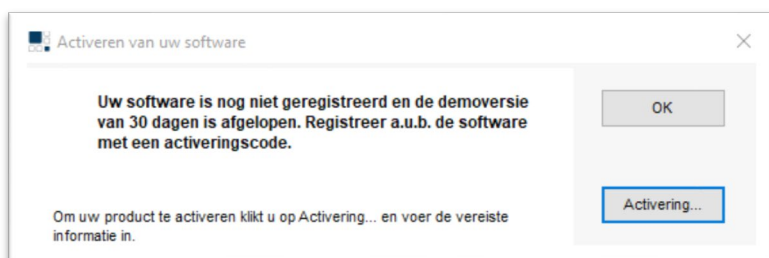 Activeren van uw software
Uw software is nog niet geregistreerd en de demoversie
van 30 dagen is afgelopen. Registreer a.u.b. de software
met een activeringscode.
OK
Om uw product te activeren klikt u op Activering... en voer de vereiste
informatie in.
Activering...